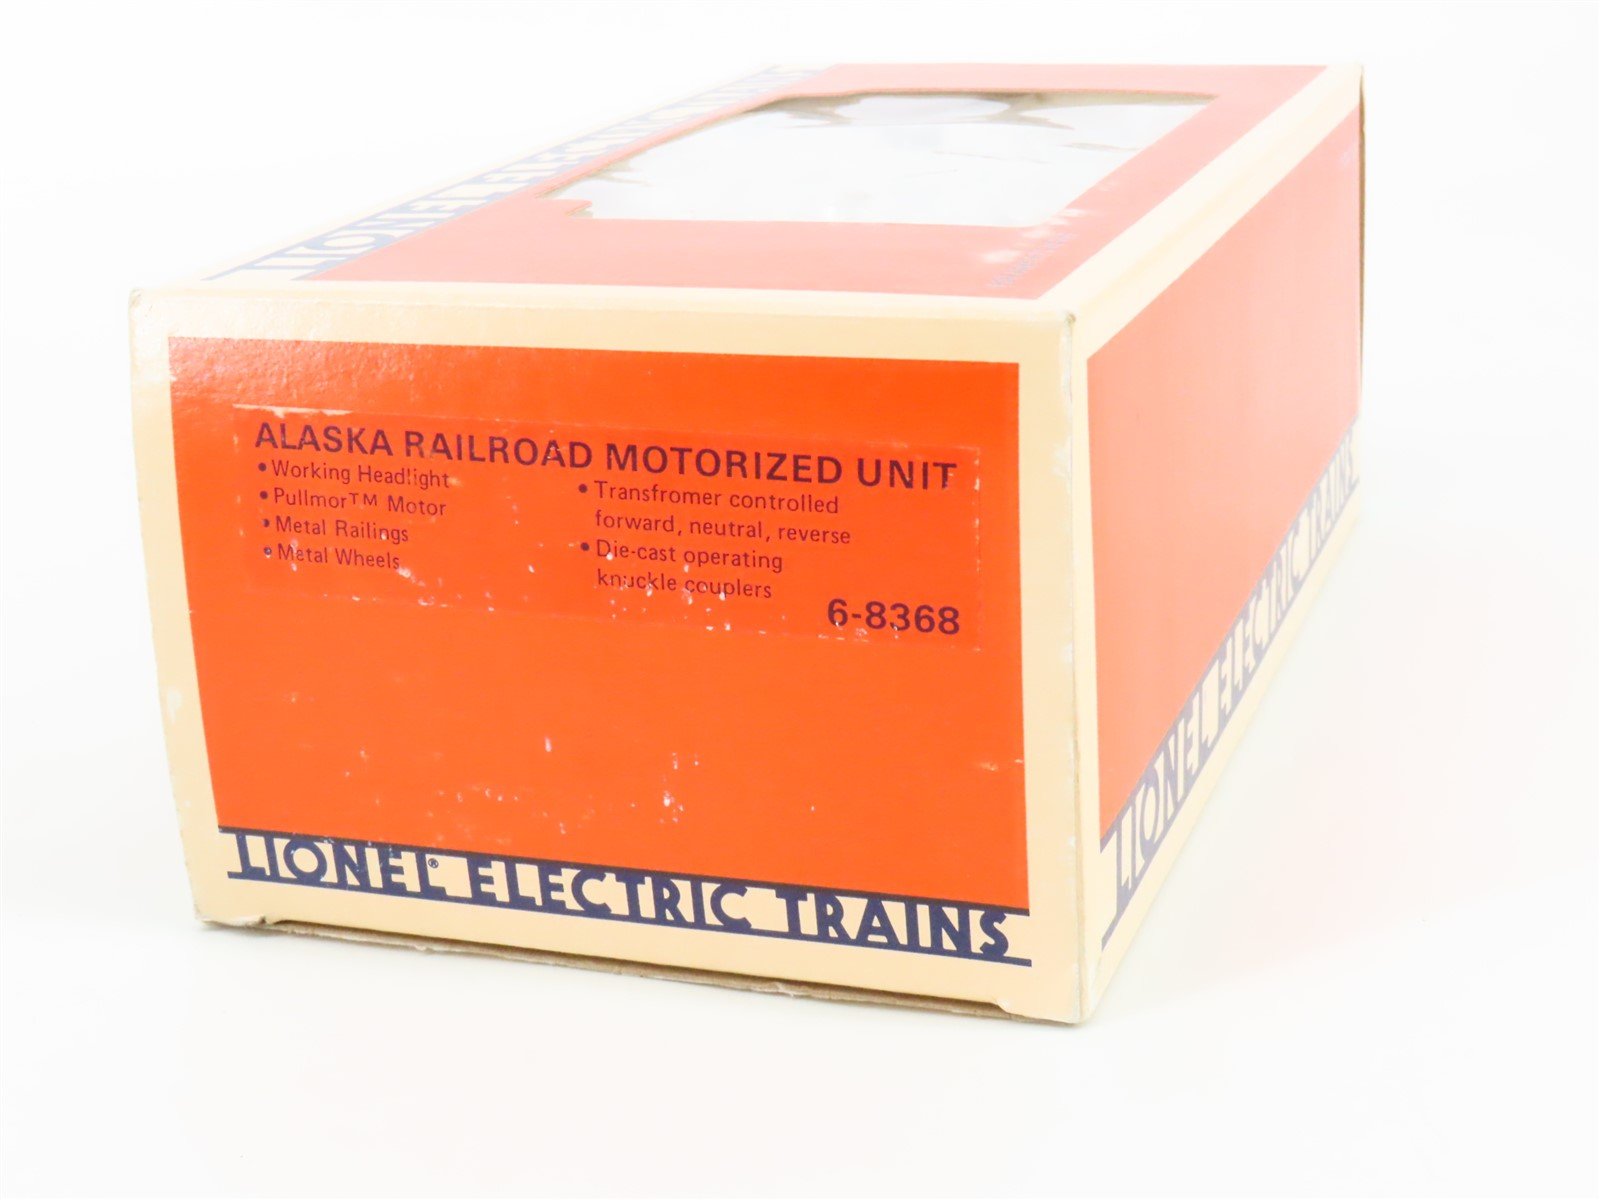 LIONEL ELECTRIC TRAINS
ALASKA RAILROAD MOTORIZED UNIT
• Working Headlight
• Pullmor™ Motor
• Metal Railings
• Metal Wheels
• Transfromer controlled
forward, neutral, reverse
• Die-cast operating
knuckle couplers
6-8368
LIONEL® ELECTRIC TRAINS
LIONEL ELECTRIC TRAINS